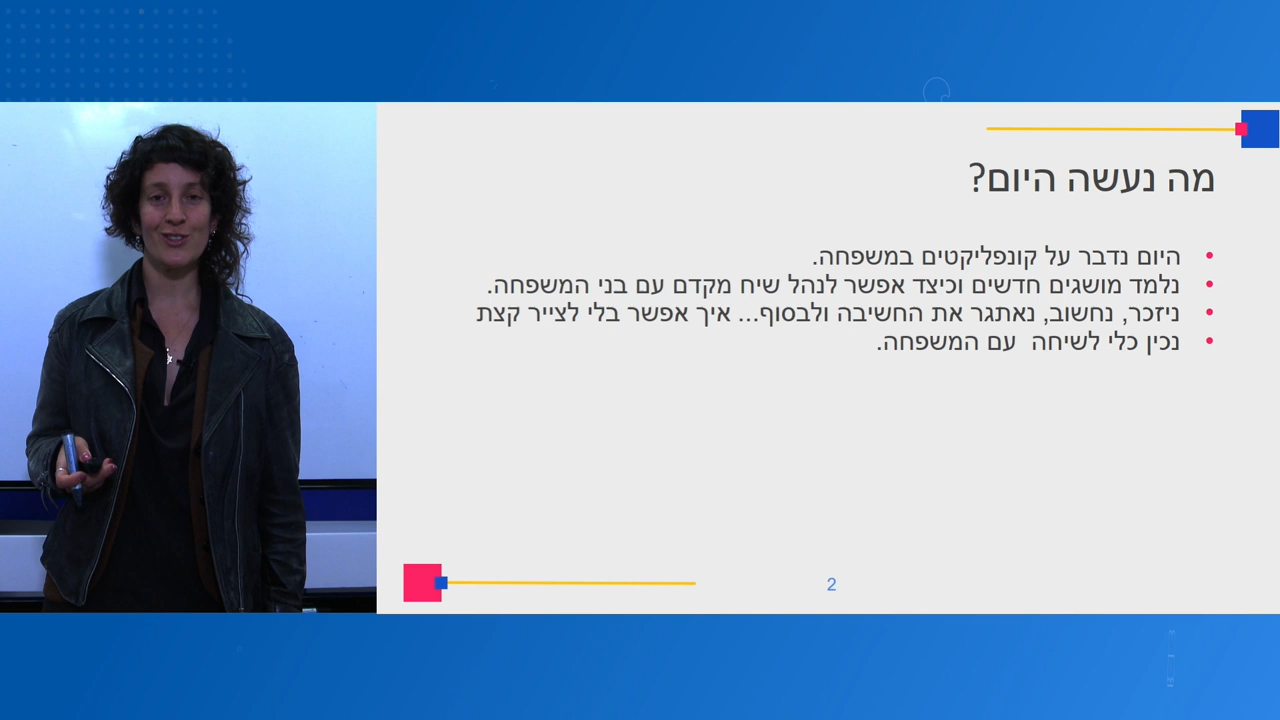 מה נעשה היום?
היום נדבר על קונפליקטים במשפחה.
נלמד מושגים חדשים וכיצד אפשר לנהל שיח מקדם עם בני המשפחה.
ניזכר, נחשוב, נאתגר את החשיבה ולבסוף... איך אפשר בלי לצייר קצת
נכין כלי לשיחה  עם המשפחה.
2